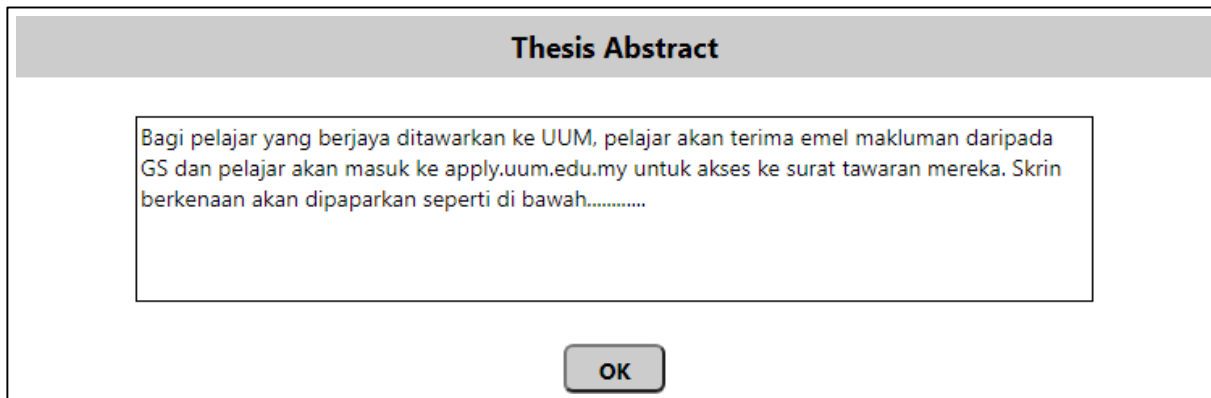 Thesis Abstract
Bagi pelajar yang berjaya ditawarkan ke UUM, pelajar akan terima emel makluman daripada
GS dan pelajar akan masuk ke apply.uum.edu.my untuk akses ke surat tawaran mereka. Skrin
berkenaan akan dipaparkan seperti di bawah............
OK